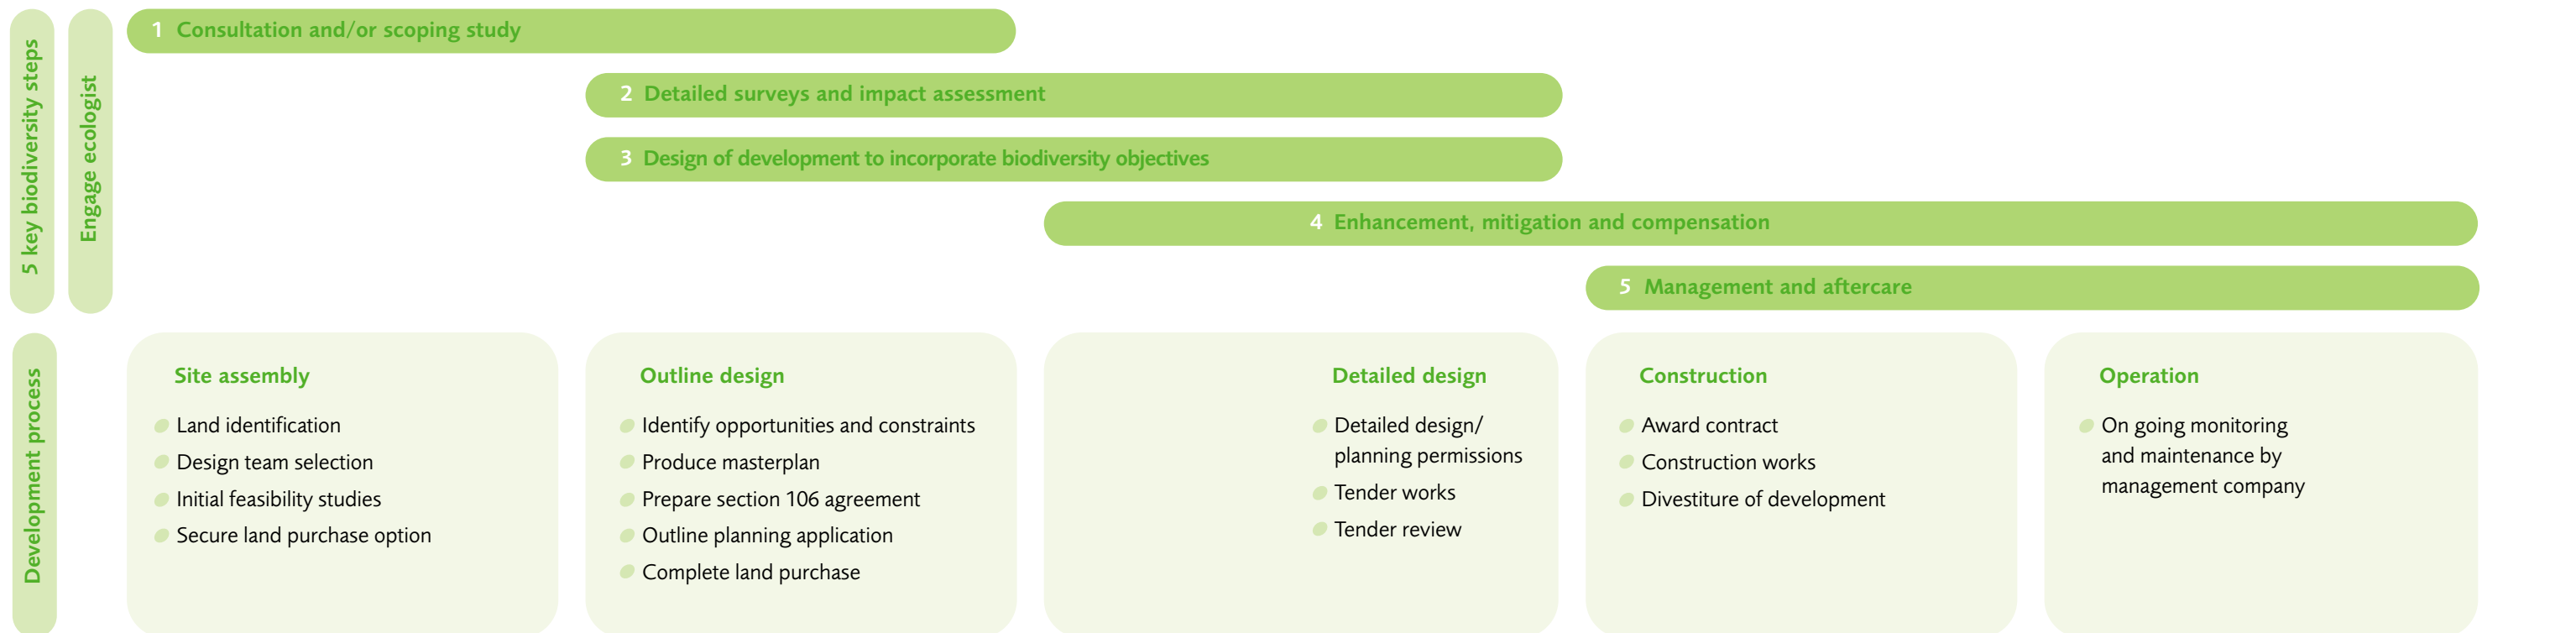 5 key biodiversity steps
Engage ecologist
1 Consultation and/or scoping study
2 Detailed surveys and impact assessment
3 Design of development to incorporate biodiversity objectives
4 Enhancement, mitigation and compensation
5 Management and aftercare
Development process
Site assembly
Land identification
Design team selection
Initial feasibility studies
Secure land purchase option
Outline design
Identify opportunities and constraints
Produce masterplan
Prepare section 106 agreement
Outline planning application
Complete land purchase
Detailed design
Detailed design/
planning permissions
Tender works
Tender review
Construction
Award contract
Construction works
Divestiture of development
Operation
On going monitoring
and maintenance by
management company